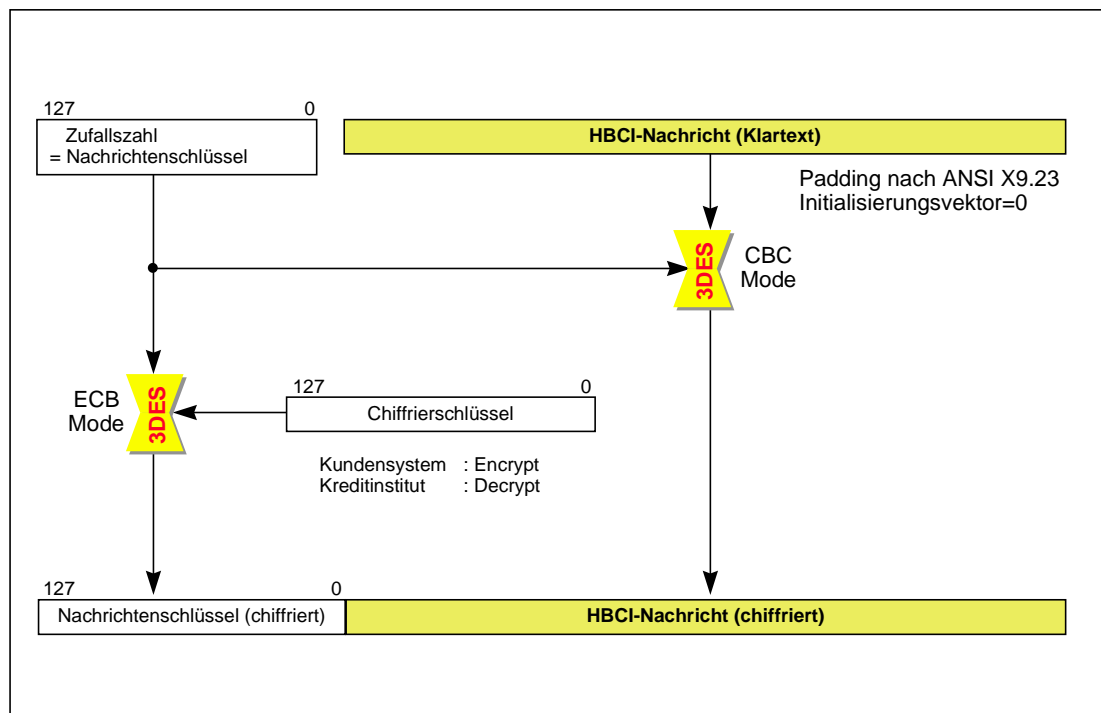 127 0
Zufallszahl
= Nachrichtenschlüssel
HBCI-Nachricht (Klartext)
Padding nach ANSI X9.23
Initialisierungsvektor=0
3DES
CBC
Mode
ECB
Mode
3DES
127 0
Chiffrierschlüssel
Kundensystem : Encrypt
Kreditinstitut : Decrypt
127 0
Nachrichtenschlüssel (chiffriert)
HBCI-Nachricht (chiffriert)